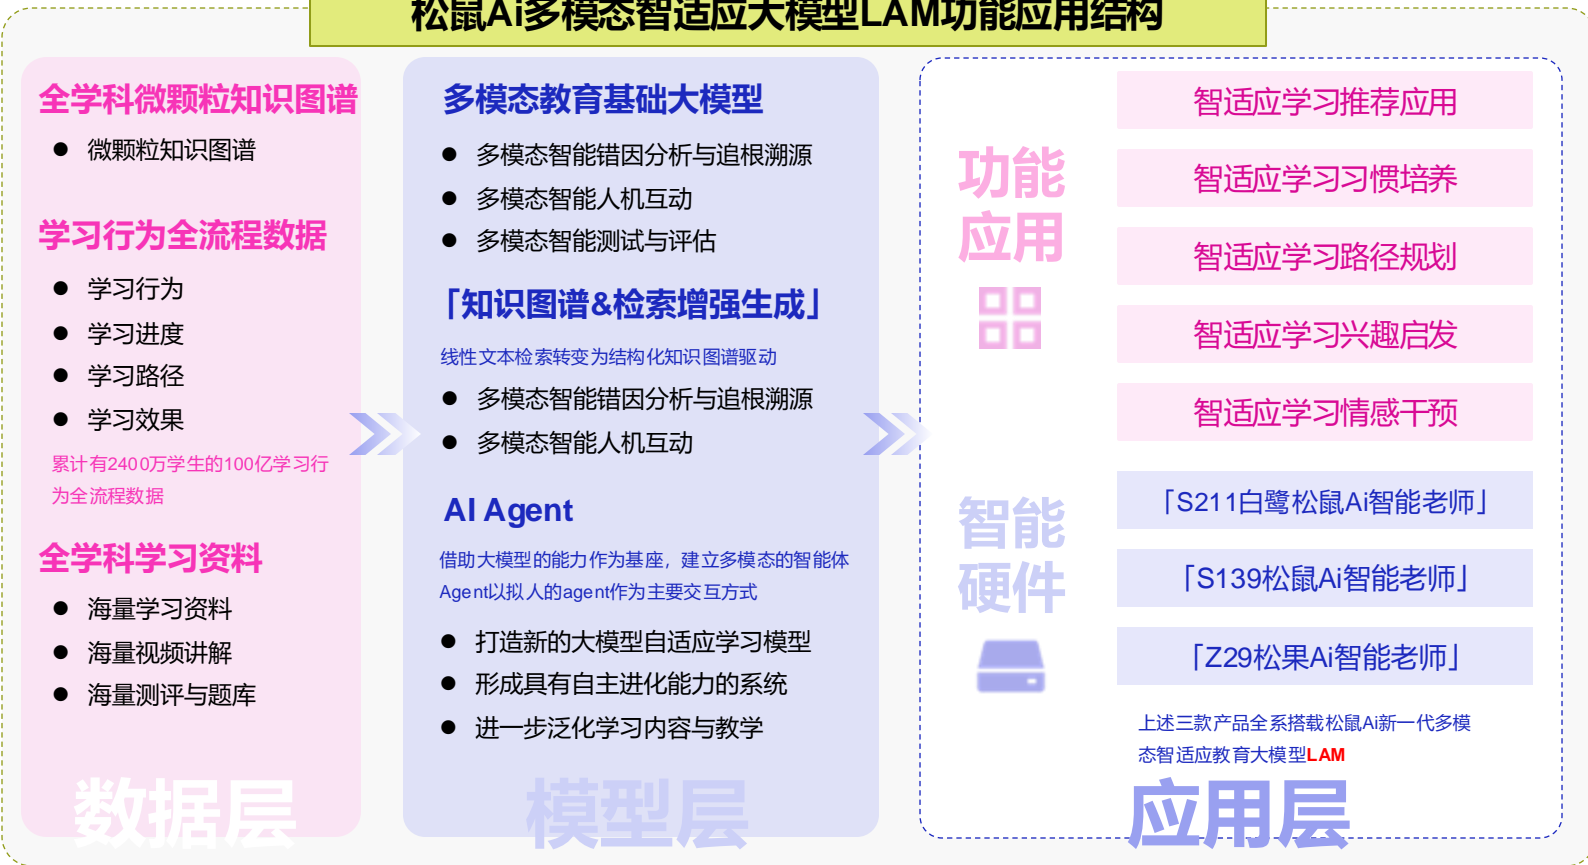 松鼠Ai多模态智适应大模型LAM功能应用结构
全学科微颗粒知识图谱
微颗粒知识图谱
学习行为全流程数据
学习行为
学习进度
学习路径
学习效果
累计有2400万学生的100亿学习行
为全流程数据
全学科学习资料
海量学习资料
海量视频讲解
海量测评与题库
数据层
多模态教育基础大模型
多模态智能错因分析与追根溯源
多模态智能人机互动
多模态智能测试与评估
「知识图谱&检索增强生成」
线性文本检索转变为结构化知识图谱驱动
多模态智能错因分析与追根溯源
多模态智能人机互动
AI Agent
借助大模型的能力作为基座，建立多模态的智能体
Agent以拟人的agent作为主要交互方式
打造新的大模型自适应学习模型
形成具有自主进化能力的系统
进一步泛化学习内容与教学
模型层
功能
应用
智适应学习推荐应用
智适应学习习惯培养
智适应学习路径规划
智适应学习兴趣启发
智适应学习情感干预
智能
硬件
「S211白鹭松鼠Ai智能老师」
「S139松鼠Ai智能老师」
「Z29松果Ai智能老师」
上述三款产品全系搭载松鼠Ai新一代多模
态智适应教育大模型LAM
应用层